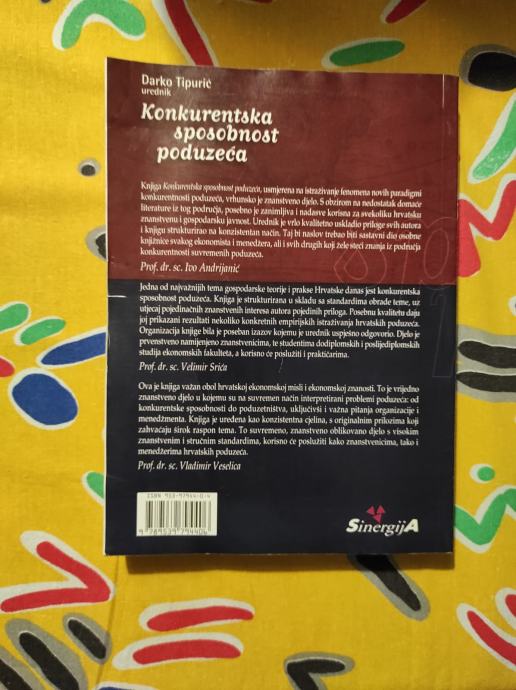 Darko Tipurić
urednik
Konkurentska
sposobnost
poduzeća
Knjiga Konkurentska sposobnost poduzeća, usmjerena na istraživanje fenomena novih paradigmi
konkurentnosti poduzeća, vrhunsko je znanstveno djelo. S obzirom na nedostatak domaće
literature iz tog područja, posebno je zanimljiva i nadasve korisna za svekoliku hrvatsku
znanstvenu i gospodarsku javnost. Urednik je vrlo kvalitetno uskladio priloge svih autora
i knjigu strukturirao na konzistentan način. Taj bi naslov trebao biti sastavni dio osobne
knjižnice svakog ekonomista i menedžera, ali i svih drugih koji žele steći znanja iz područja
konkurentnosti suvremenih poduzeća.
Prof. dr. sc. Ivo Andrijanić
Jedna od najvažnijih tema gospodarske teorije i prakse Hrvatske danas jest konkurentska
sposobnost poduzeća. Knjiga je strukturirana u skladu sa standardima obrade teme, uz
utjecaj pojedinačnih znanstvenih interesa autora pojedinih priloga. Posebnu kvalitetu daju
joj prikazani rezultati nekoliko konkretnih empirijskih istraživanja hrvatskih poduzeća.
Organizacija knjige bila je poseban izazov kojemu je urednik uspješno odgovorio. Djelo je
prvenstveno namijenjeno znanstvenicima, te studentima dodiplomskih i poslijediplomskih
studija ekonomskih fakulteta, a korisno će poslužiti i praktičarima.
Prof. dr. sc. Velimir Srića
Ova je knjiga važan obol hrvatskoj ekonomskoj misli i ekonomskoj znanosti. To je vrijedno
znanstveno djelo u kojemu su na suvremen način interpretirani problemi poduzeća: od
konkurentske sposobnosti do poduzetništva, uključivši i važna pitanja organizacije i
menedžmenta. Knjiga je uređena kao konzistentna cjelina, s originalnim prilozima koji
zahvaćaju širok raspon tema. To suvremeno, znanstveno oblikovano djelo s visokim
znanstvenim i stručnim standardima, korisno će poslužiti kako znanstvenicima, tako i
menedžerima hrvatskih poduzeća.
Prof. dr. sc. Vladimir Veselica
ISBN 953-97944-0-6
9 789539 794406
SinergijA